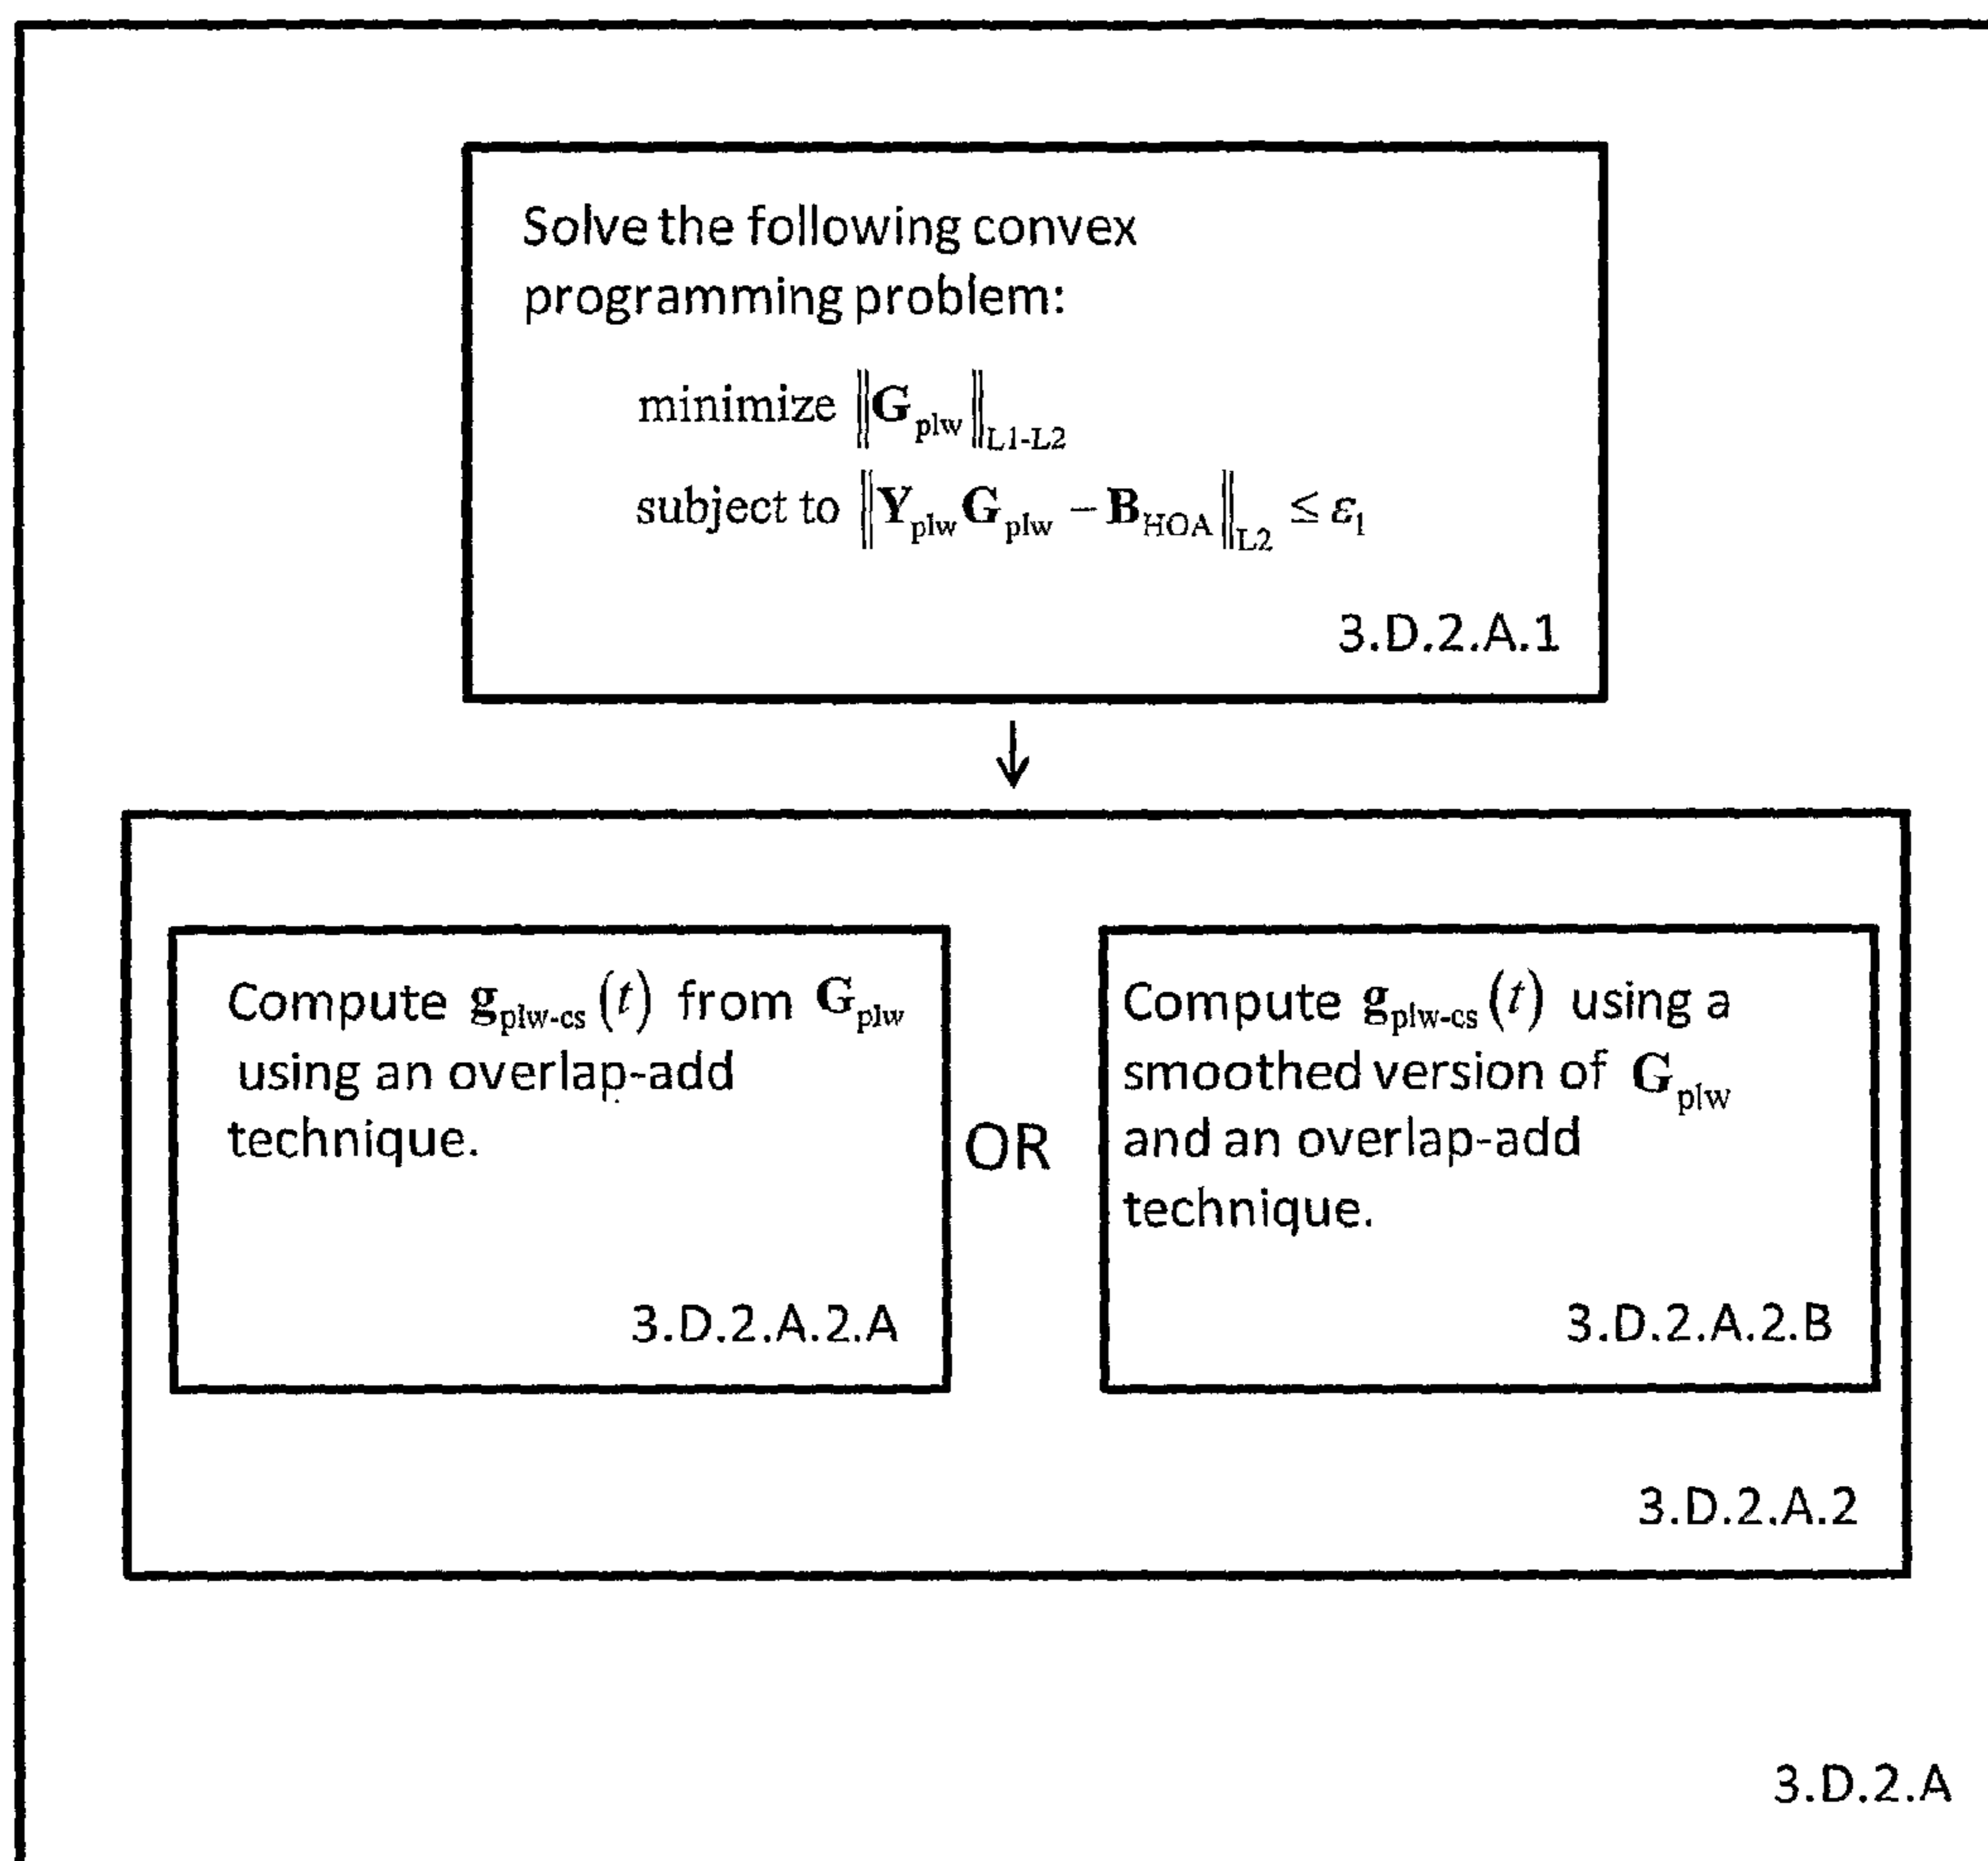 Solve the following convex
programming problem:
minimize ‖G_plw‖_L1-L2
subject to ‖Y_plw G_plw − B_HOA‖_L2 ≤ ε_1
3.D.2.A.1
Compute g_plw-cs(t) from G_plw
using an overlap-add
technique.
3.D.2.A.2.A
OR
Compute g_plw-cs(t) using a
smoothed version of G_plw
and an overlap-add
technique.
3.D.2.A.2.B
3.D.2.A.2
3.D.2.A